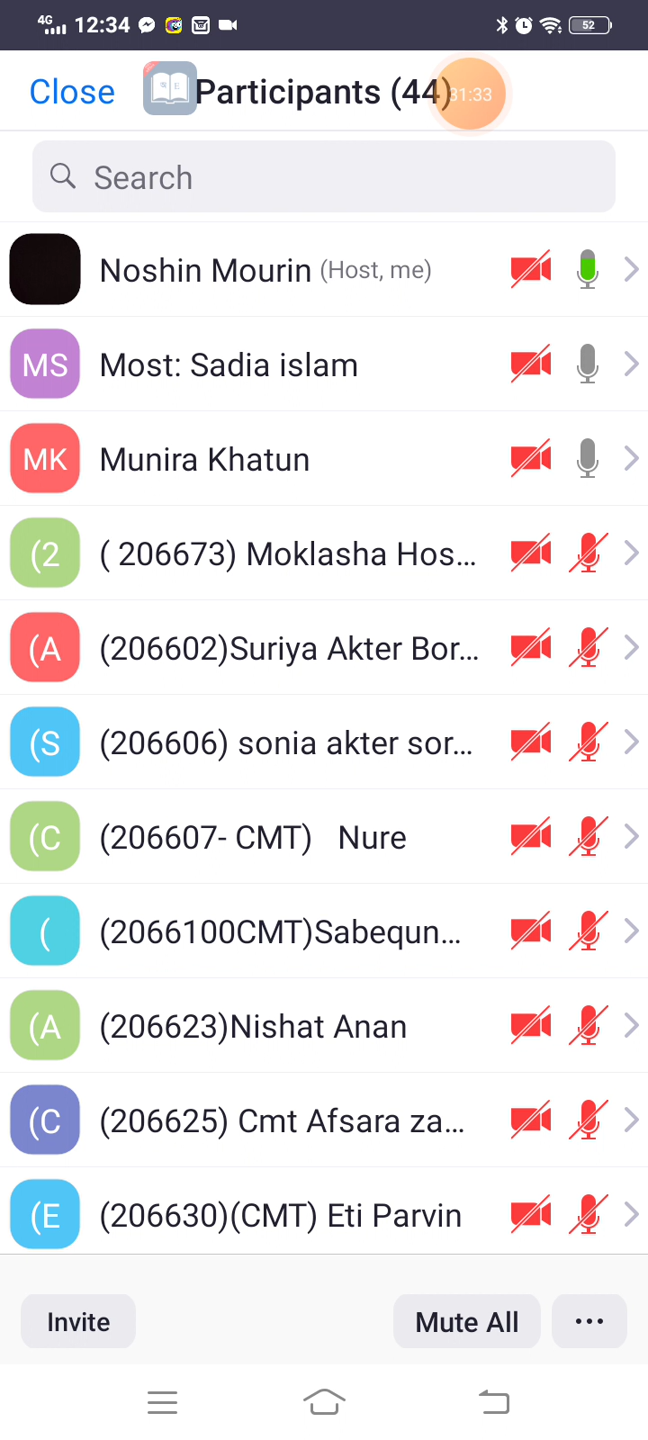 4G 12:34 52
Close Participants (44) 31:33
Search
Noshin Mourin (Host, me)
MS Most: Sadia islam
MK Munira Khatun
(2 ( 206673) Moklasha Hos...
(A (206602)Suriya Akter Bor...
(S (206606) sonia akter sor...
(C (206607- CMT) Nure
( (2066100CMT)Sabequn...
(A (206623)Nishat Anan
(C (206625) Cmt Afsara za...
(E (206630)(CMT) Eti Parvin
Invite Mute All ...